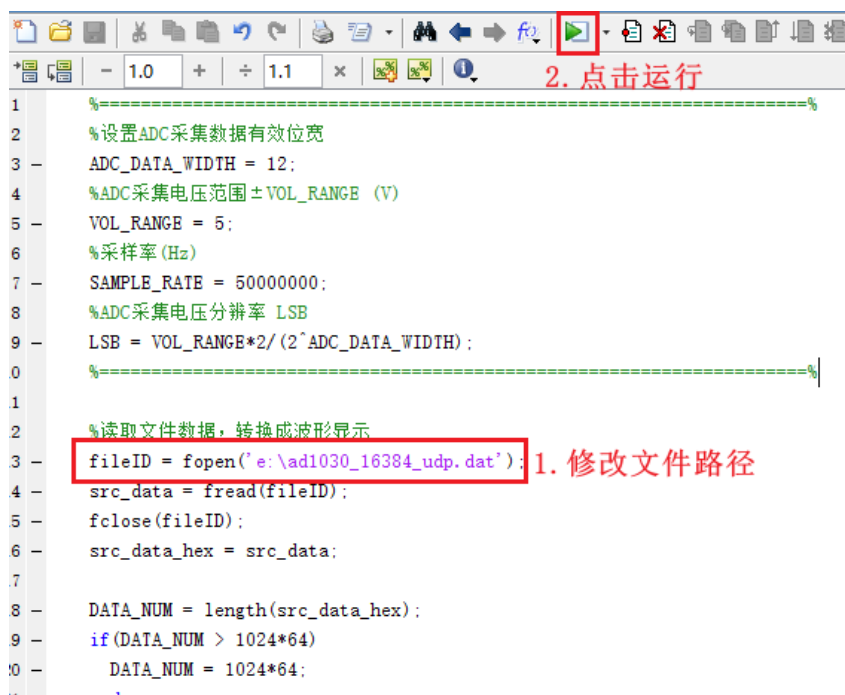 1.0
1.1
2. 点击运行
1 %====================================================================%
2 %设置ADC采集数据有效位宽
3 – ADC_DATA_WIDTH = 12;
4 %ADC采集电压范围±VOL_RANGE (V)
5 – VOL_RANGE = 5;
6 %采样率(Hz)
7 – SAMPLE_RATE = 50000000;
8 %ADC采集电压分辨率 LSB
9 – LSB = VOL_RANGE*2/(2^ADC_DATA_WIDTH);
.0 %====================================================================%
.1
.2 %读取文件数据，转换成波形显示
.3 – fileID = fopen('e:\ad1030_16384_udp.dat'); 1. 修改文件路径
.4 – src_data = fread(fileID);
.5 – fclose(fileID);
.6 – src_data_hex = src_data;
.7
.8 – DATA_NUM = length(src_data_hex);
.9 – if(DATA_NUM > 1024*64)
:0 – DATA_NUM = 1024*64;